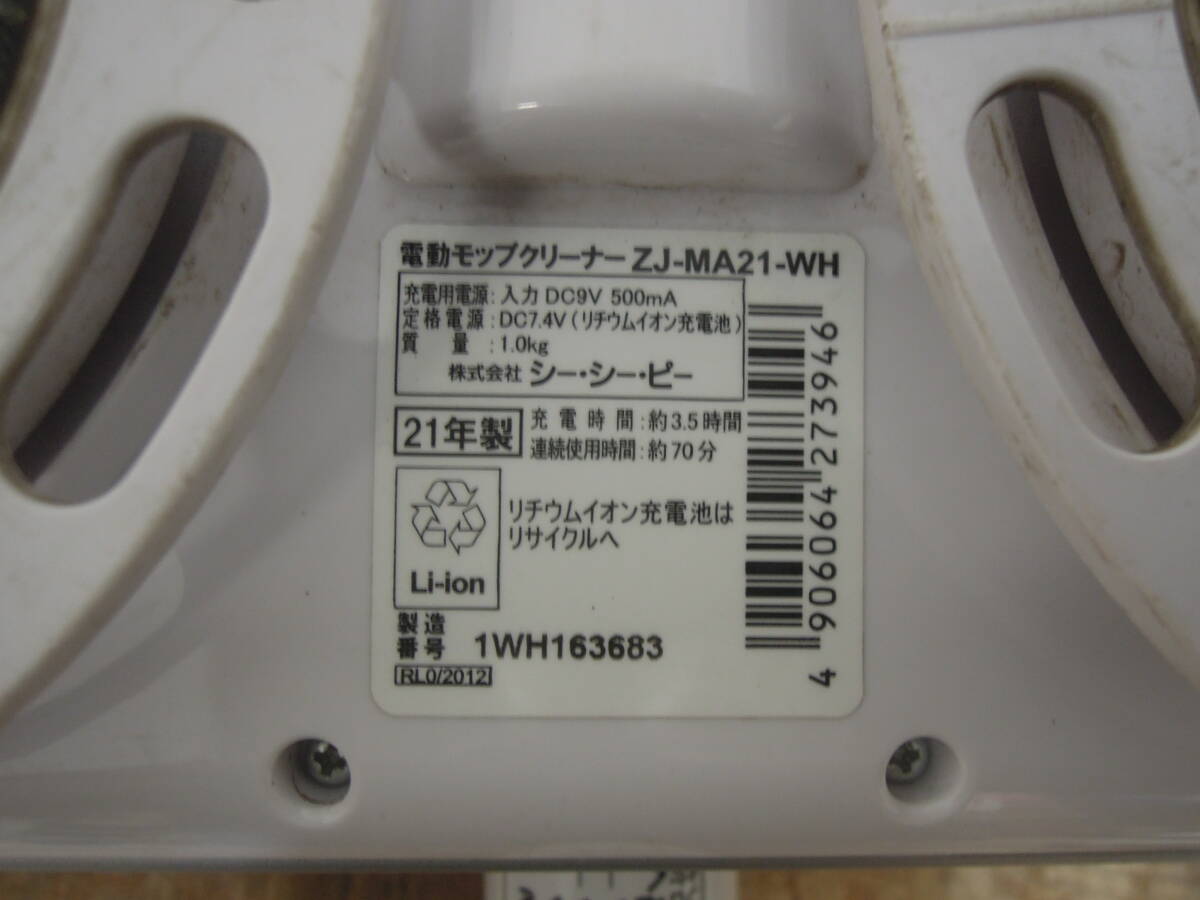 電動モップクリーナー ZJ-MA21-WH
充電用電源：入力 DC9V 500mA
定格電源：DC7.4V（リチウムイオン充電池）
質量：1.0kg
株式会社 シー・シー・ピー
21年製
充電時間：約3.5時間
連続使用時間：約70分
リチウムイオン充電池は
リサイクルへ
Li-ion
製造
番号 1WH163683
RL0/2012
4 906064 273946